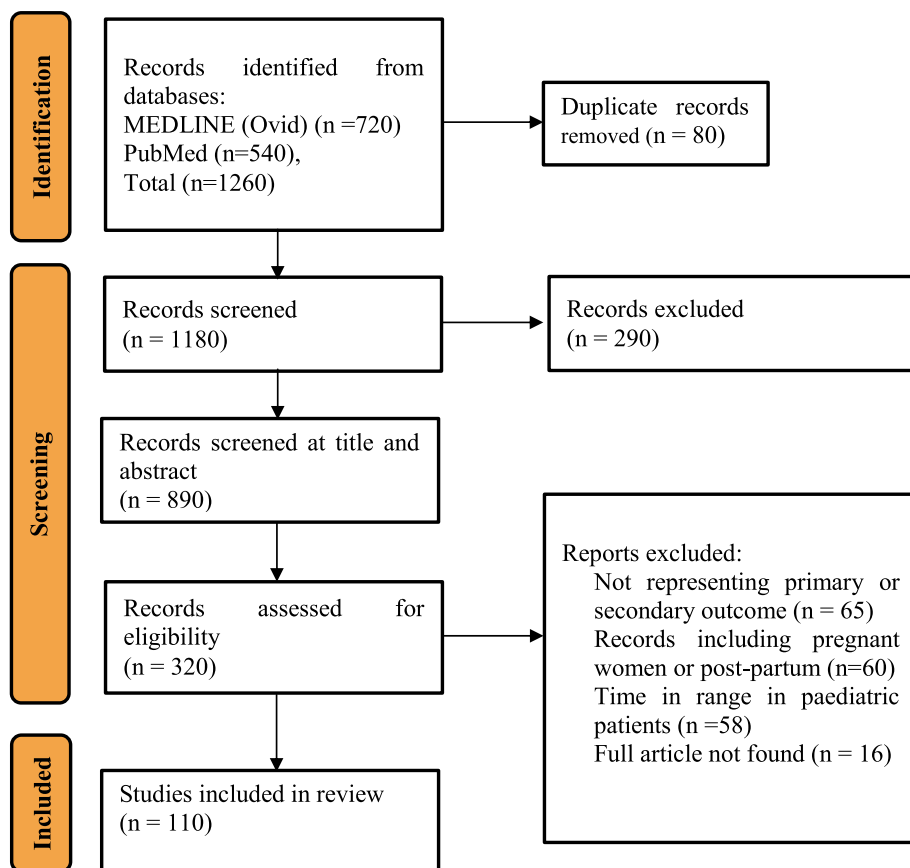 Identification
Records identified from
databases:
MEDLINE (Ovid) (n =720)
PubMed (n=540),
Total (n=1260)
Duplicate records
removed (n = 80)
Screening
Records screened
(n = 1180)
Records excluded
(n = 290)
Records screened at title and
abstract
(n = 890)
Records assessed for
eligibility
(n = 320)
Reports excluded:
Not representing primary or
secondary outcome (n = 65)
Records including pregnant
women or post-partum (n=60)
Time in range in paediatric
patients (n =58)
Full article not found (n = 16)
Included
Studies included in review
(n = 110)